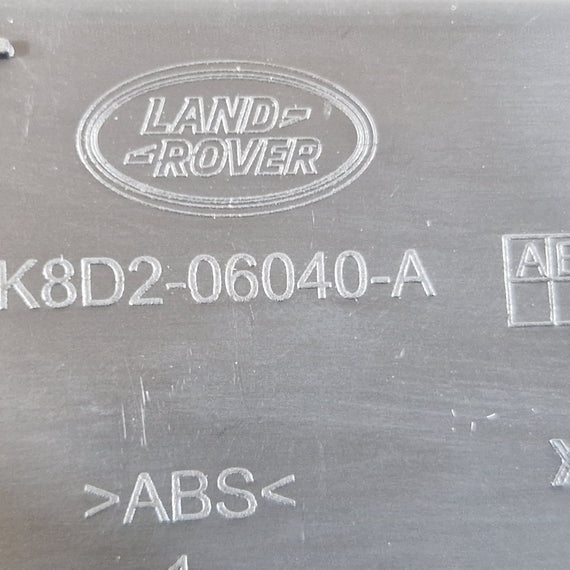 LAND
ROVER
K8D2-06040-A
A
>ABS<